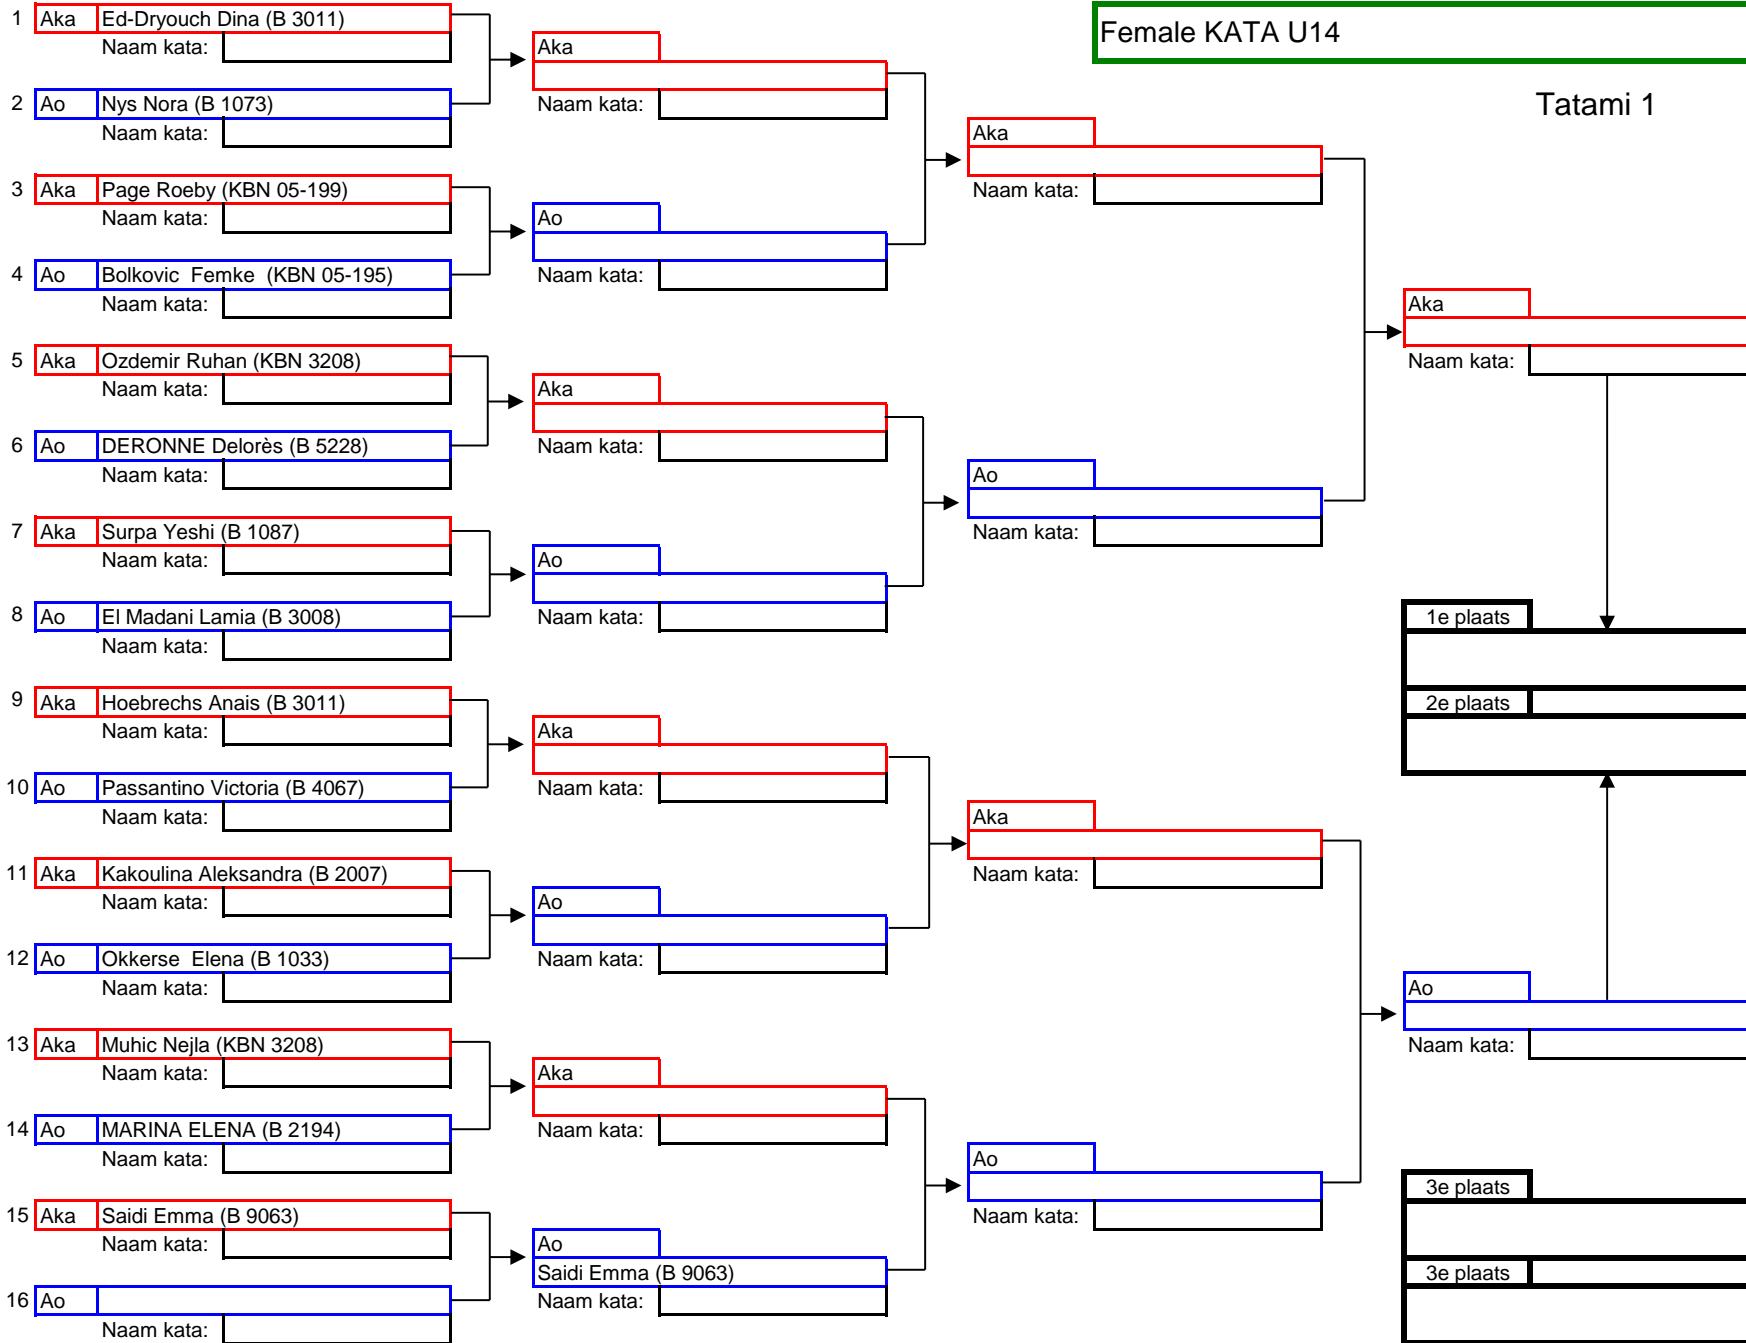 Female KATA U14
Tatami 1
1 Aka Ed-Dryouch Dina (B 3011)
Naam kata:
2 Ao Nys Nora (B 1073)
Naam kata:
3 Aka Page Roeby (KBN 05-199)
Naam kata:
4 Ao Bolkovic  Femke  (KBN 05-195)
Naam kata:
5 Aka Ozdemir Ruhan (KBN 3208)
Naam kata:
6 Ao DERONNE Delorès (B 5228)
Naam kata:
7 Aka Surpa Yeshi (B 1087)
Naam kata:
8 Ao El Madani Lamia (B 3008)
Naam kata:
9 Aka Hoebrechs Anais (B 3011)
Naam kata:
10 Ao Passantino Victoria (B 4067)
Naam kata:
11 Aka Kakoulina Aleksandra (B 2007)
Naam kata:
12 Ao Okkerse  Elena (B 1033)
Naam kata:
13 Aka Muhic Nejla (KBN 3208)
Naam kata:
14 Ao MARINA ELENA (B 2194)
Naam kata:
15 Aka Saidi Emma (B 9063)
Naam kata:
16 Ao
Naam kata:
Aka
Naam kata:
Ao
Naam kata:
Aka
Naam kata:
Ao
Naam kata:
Aka
Naam kata:
Ao
Naam kata:
Aka
Naam kata:
Ao
Saidi Emma (B 9063)
Naam kata:
Aka
Naam kata:
Ao
Naam kata:
Aka
Naam kata:
Ao
Naam kata:
Aka
Naam kata:
1e plaats
2e plaats
Ao
Naam kata:
3e plaats
3e plaats